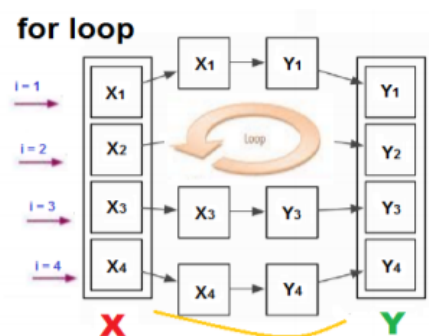 for loop
X1 Y1
i = 1 X1 Y1
i = 2 X2 Loop Y2
i = 3 X3 X3 Y3 Y3
i = 4 X4 X4 Y4 Y4
X Y